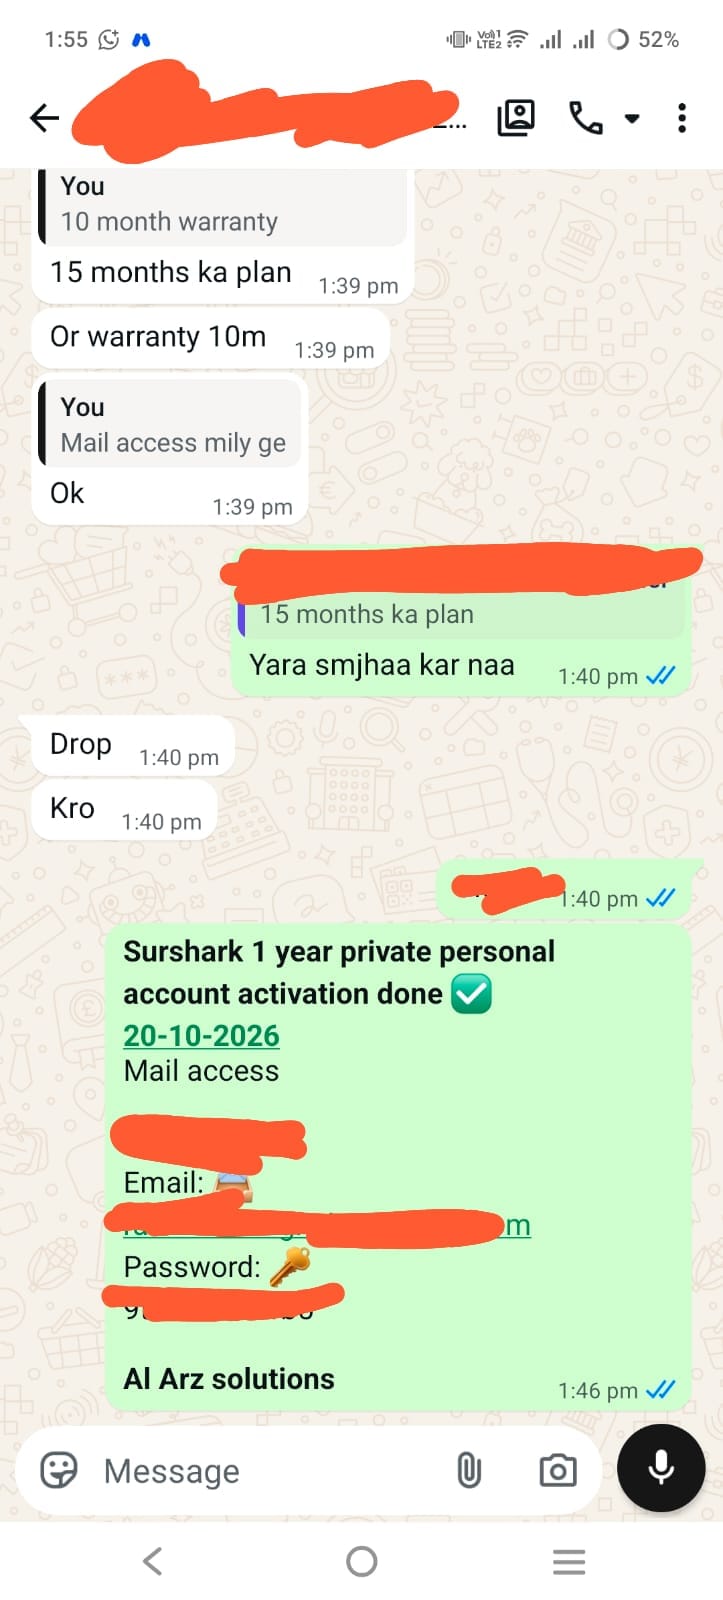 1:55
Vo)) 1
LTE2
52%
...
You
10 month warranty
15 months ka plan 1:39 pm
Or warranty 10m 1:39 pm
You
Mail access mily ge
Ok 1:39 pm
15 months ka plan
Yara smjhaa kar naa 1:40 pm
Drop 1:40 pm
Kro 1:40 pm
1:40 pm
Surshark 1 year private personal
account activation done ✅
20-10-2026
Mail access
Email:
m
Password: 🔑
Al Arz solutions 1:46 pm
Message